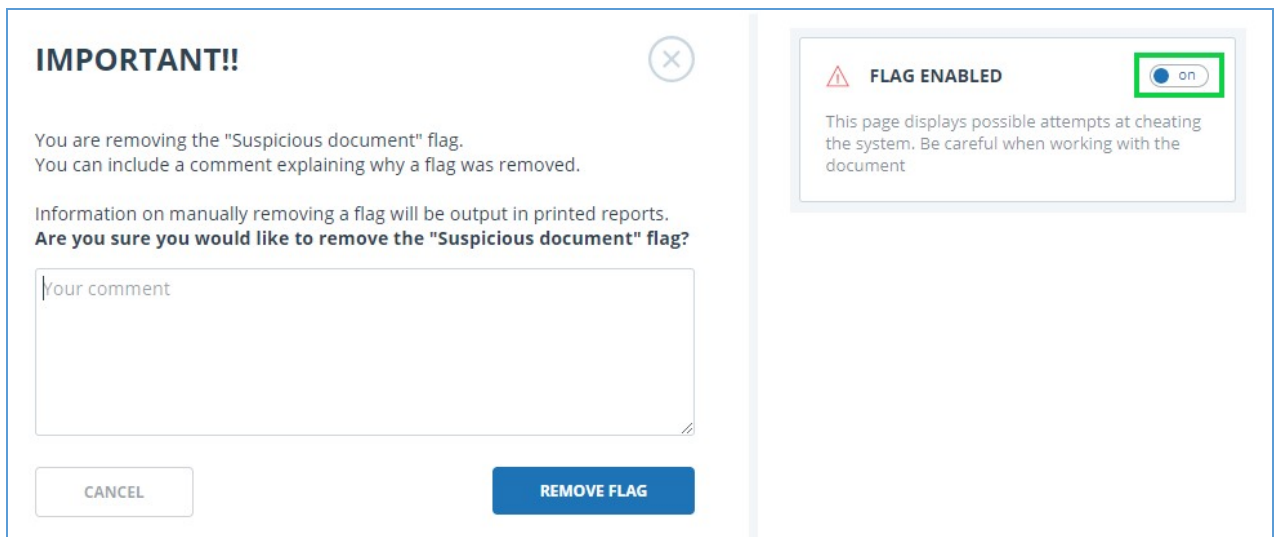 IMPORTANT!!
You are removing the "Suspicious document" flag.
You can include a comment explaining why a flag was removed.
Information on manually removing a flag will be output in printed reports.
Are you sure you would like to remove the "Suspicious document" flag?
Your comment
CANCEL
REMOVE FLAG
FLAG ENABLED
on
This page displays possible attempts at cheating
the system. Be careful when working with the
document